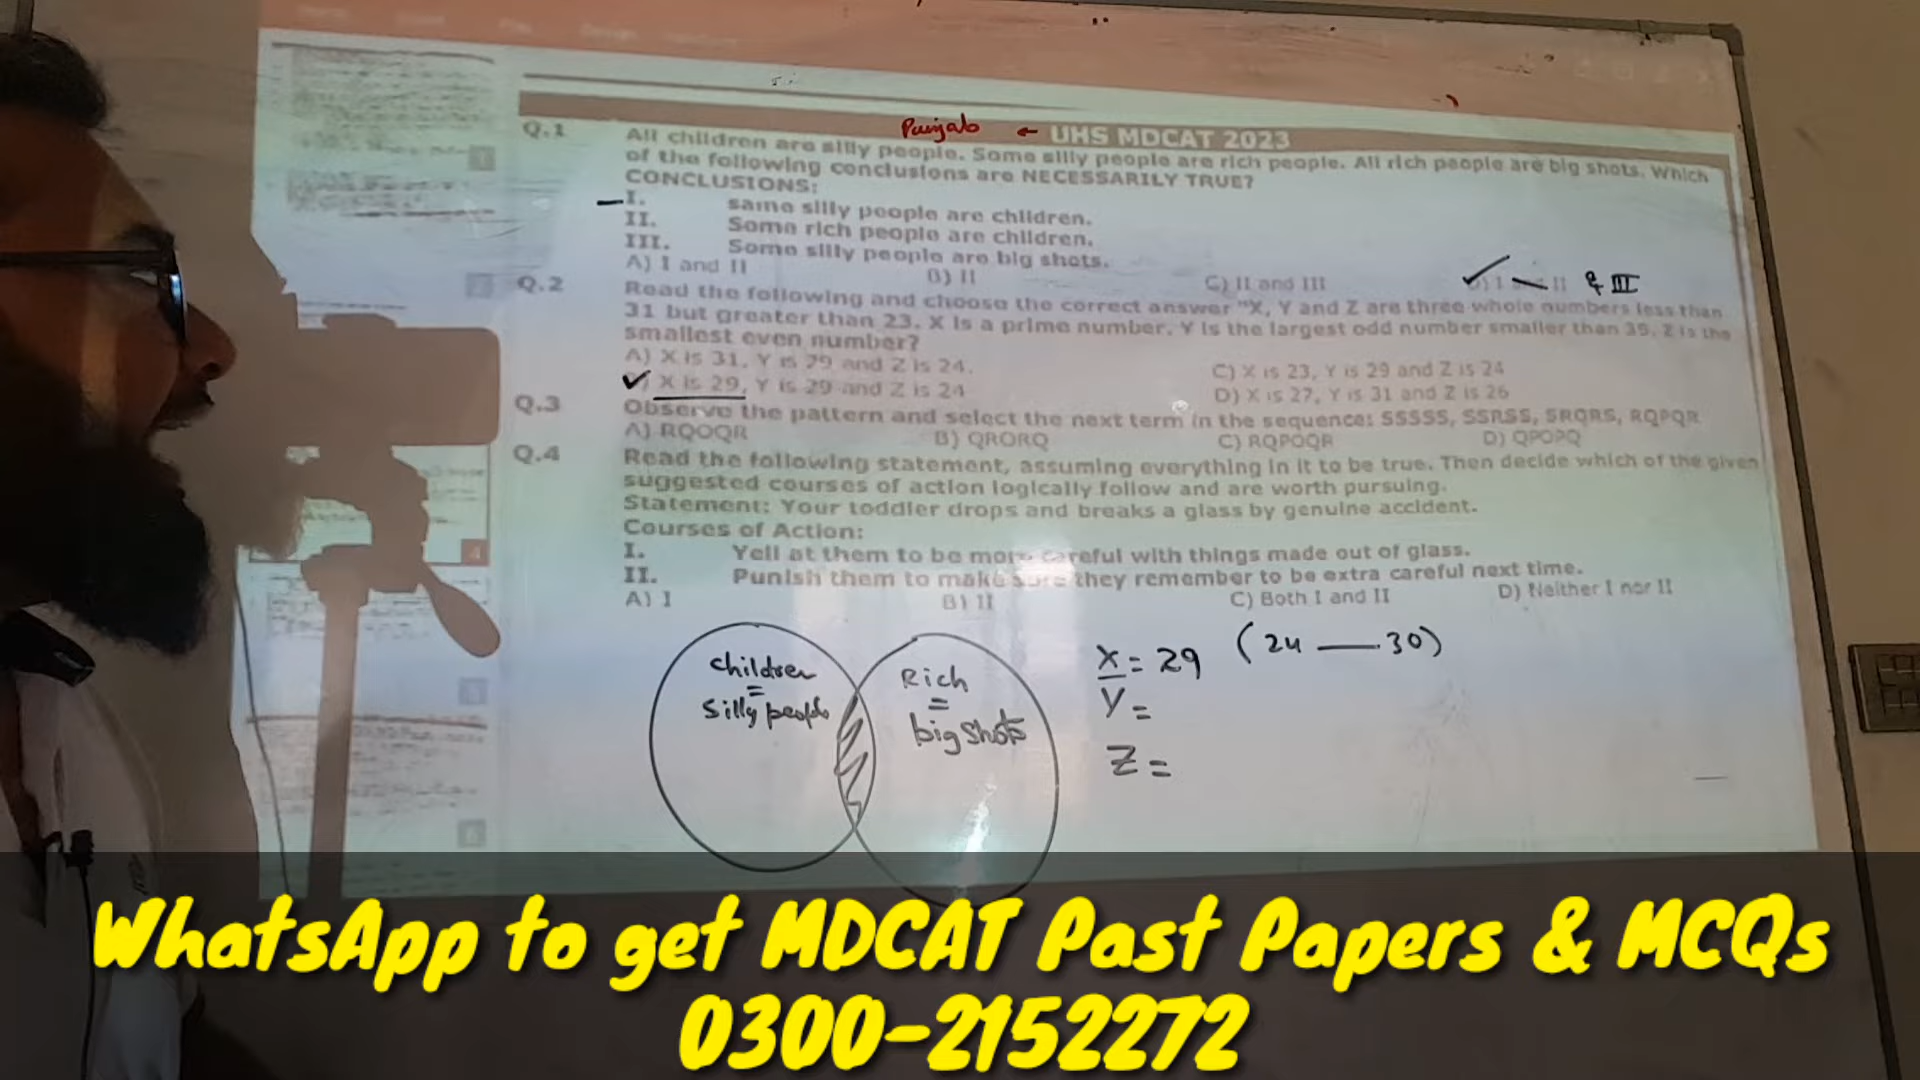 Punjab ← UHS MDCAT 2023
Q.1 All children are silly people. Some silly people are rich people. All rich people are big shots. Which
of the following conclusions are NECESSARILY TRUE?
CONCLUSIONS:
I. same silly people are children.
II. Some rich people are children.
III. Some silly people are big shots.
A) I and II B) II C) II and III D) I II & III
Q.2 Read the following and choose the correct answer "X, Y and Z are three whole numbers less than
31 but greater than 23. X is a prime number. Y is the largest odd number smaller than 35. Z is the
smallest even number?
A) X is 31, Y is 29 and Z is 24. C) X is 23, Y is 29 and Z is 24
X is 29, Y is 29 and Z is 24 D) X is 27, Y is 31 and Z is 26
Q.3 Observe the pattern and select the next term in the sequence: SSSSS, SSRSS, SRQRS, RQPQR
A) RQOQR B) QRORQ C) RQPOQR D) QPOPQ
Q.4 Read the following statement, assuming everything in it to be true. Then decide which of the given
suggested courses of action logically follow and are worth pursuing.
Statement: Your toddler drops and breaks a glass by genuine accident.
Courses of Action:
I. Yell at them to be more careful with things made out of glass.
II. Punish them to make sure they remember to be extra careful next time.
A) I B) II C) Both I and II D) Neither I nor II
children
=
Silly people
Rich
=
big shots
X = 29 (24 — 30)
Y =
Z =
WhatsApp to get MDCAT Past Papers & MCQs
0300-2152272